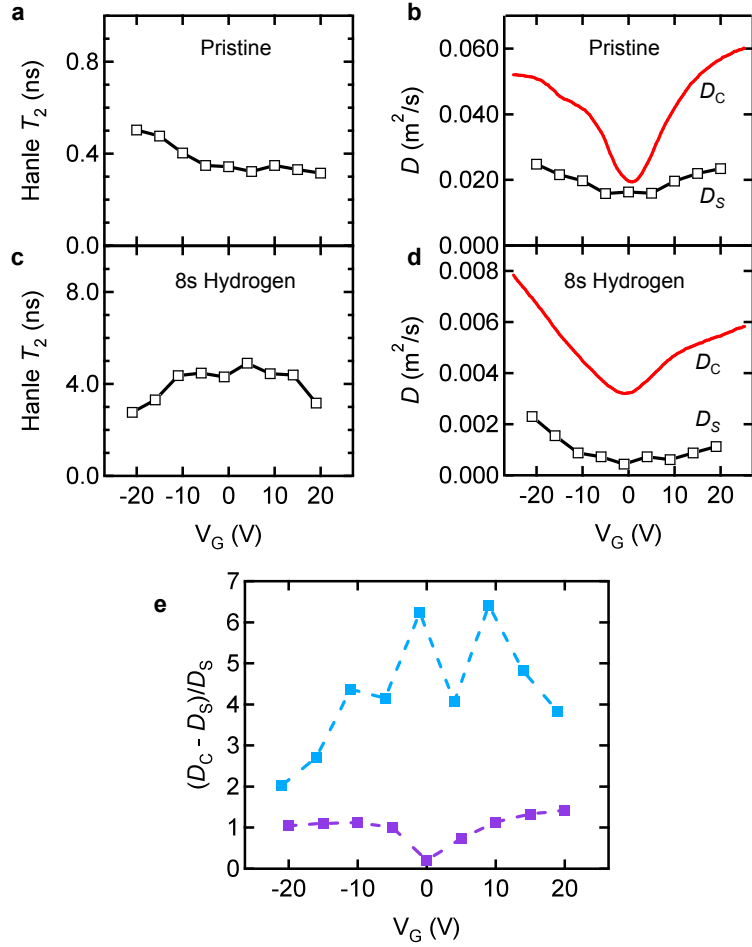 a
Pristine
Hanle T2 (ns)
0.8
0.4
0.0
b
Pristine
D (m²/s)
0.060
0.040
0.020
0.000
DC
DS
c
8s Hydrogen
Hanle T2 (ns)
8.0
4.0
0.0
-20 -10 0 10 20
VG (V)
d
8s Hydrogen
D (m²/s)
0.008
0.006
0.004
0.002
0.000
DC
DS
-20 -10 0 10 20
VG (V)
e
(DC - DS)/DS
7
6
5
4
3
2
1
0
-20 -10 0 10 20
VG (V)